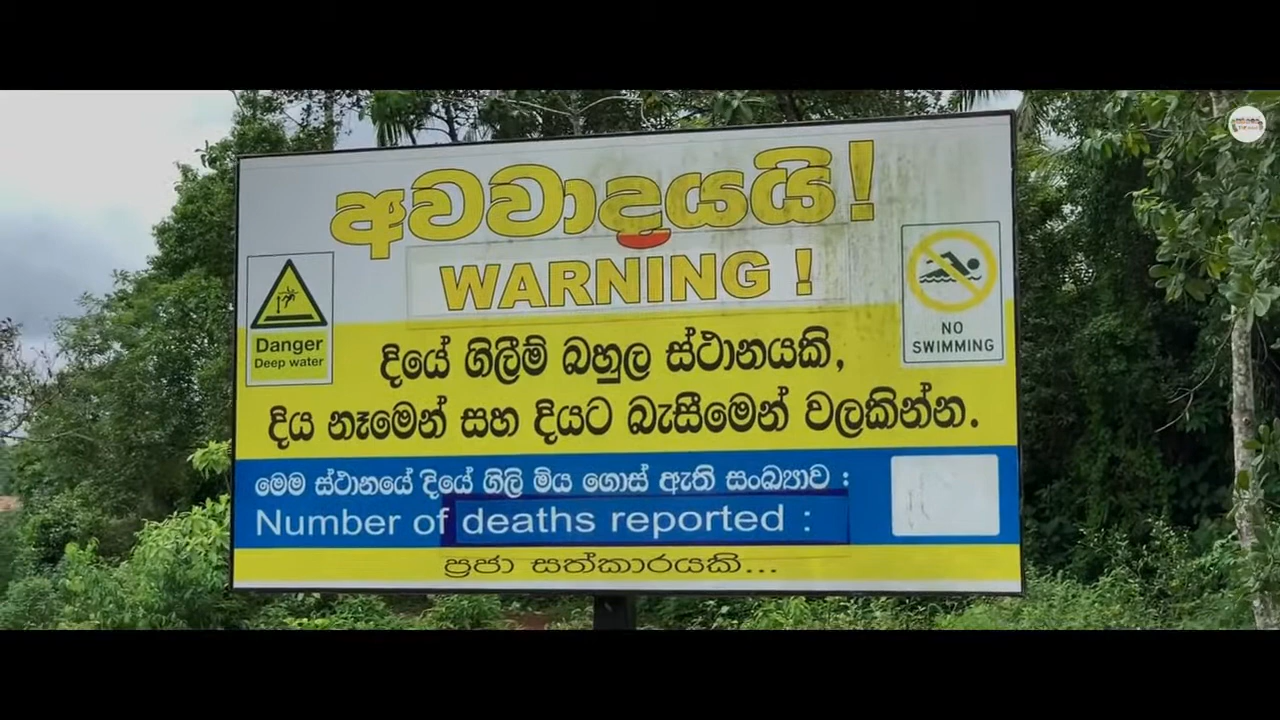 අවවාදයයි!
WARNING !
Danger
Deep water
NO
SWIMMING
දියේ ගිලීම් බහුල ස්ථානයකි,
දිය නෑමෙන් සහ දියට බැසීමෙන් වලකින්න.
මෙම ස්ථානයේ දියේ ගිලි මිය ගොස් ඇති සංඛ්‍යාව :
Number of deaths reported :
ප්‍රජා සත්කාරයකි...